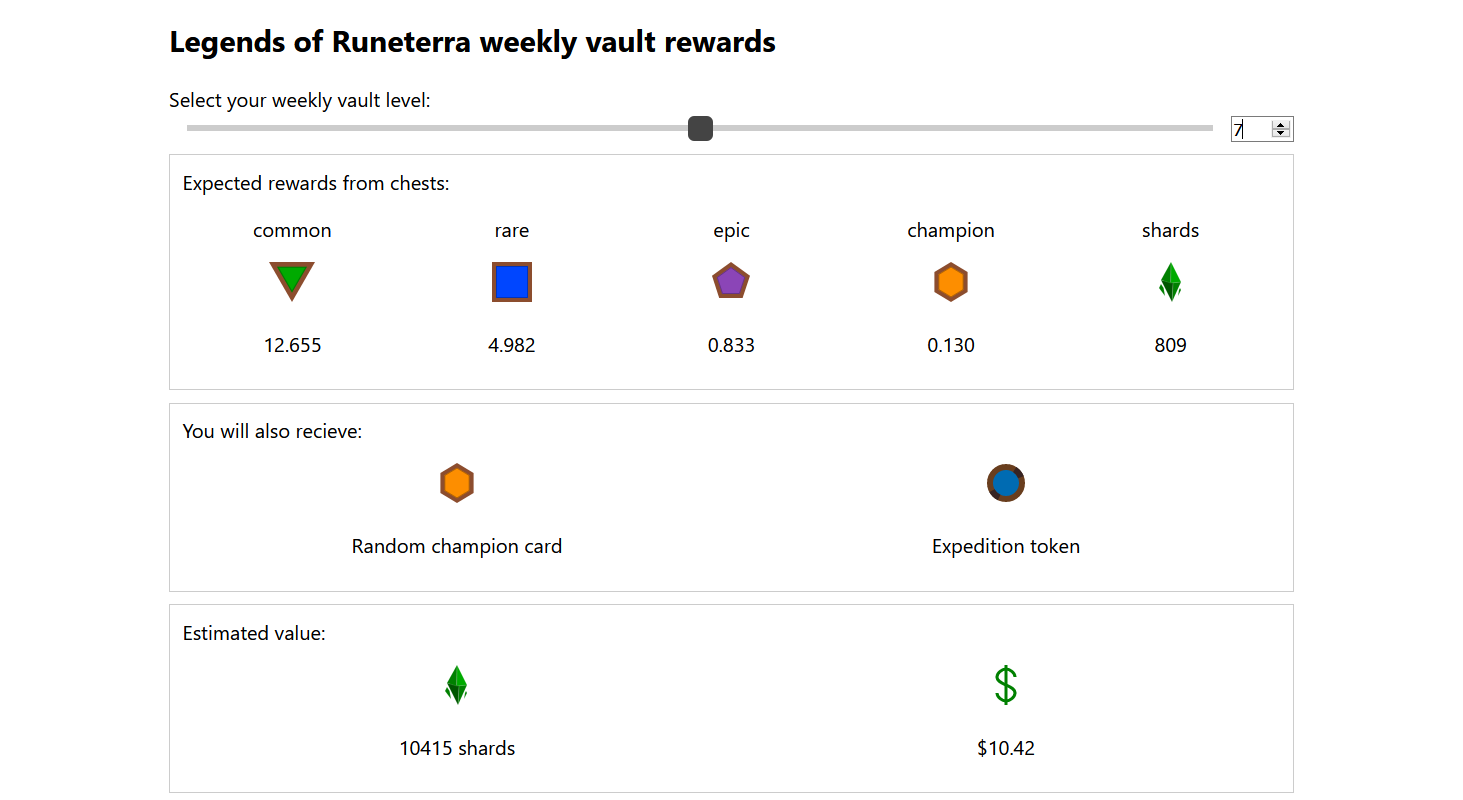 Legends of Runeterra weekly vault rewards
Select your weekly vault level:
7
Expected rewards from chests:
common rare epic champion shards
12.655 4.982 0.833 0.130 809
You will also recieve:
Random champion card Expedition token
Estimated value:
$
10415 shards $10.42